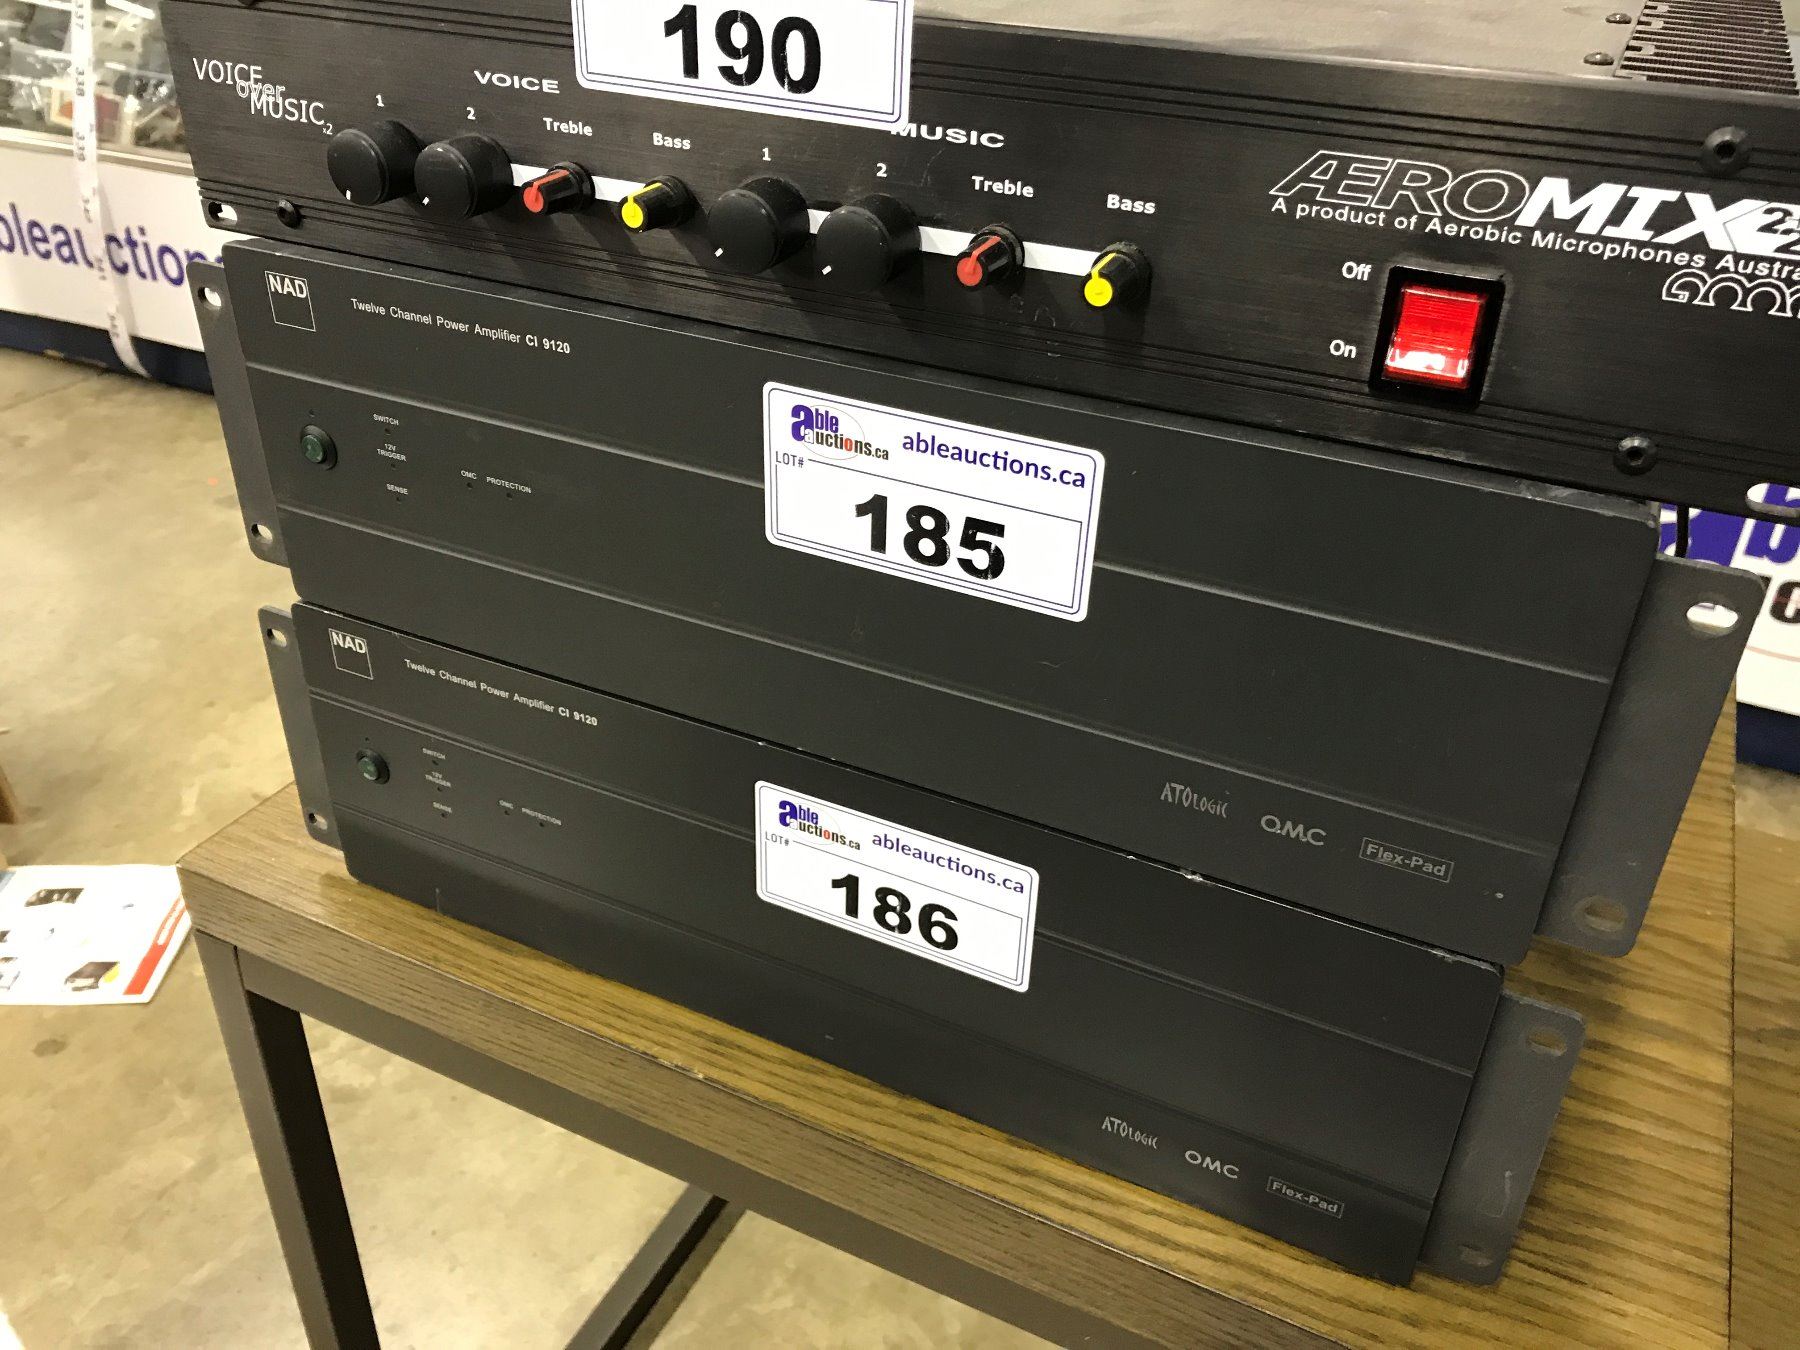 190
VOICE
over
MUSIC x2
VOICE
1
2
Treble
Bass
MUSIC
1
2
Treble
Bass
ÆROMIX
A product of Aerobic Microphones
Off
On
NAD
Twelve Channel Power Amplifier CI 9120
SWITCH
12V
TRIGGER
SENSE
OMC
PROTECTION
able
auctions.ca
ableauctions.ca
LOT#
185
ATOLOGIC
OMC
Flex-Pad
NAD
Twelve Channel Power Amplifier CI 9120
SWITCH
12V
TRIGGER
SENSE
OMC
PROTECTION
able
auctions.ca
ableauctions.ca
LOT#
186
ATOLOGIC
OMC
Flex-Pad